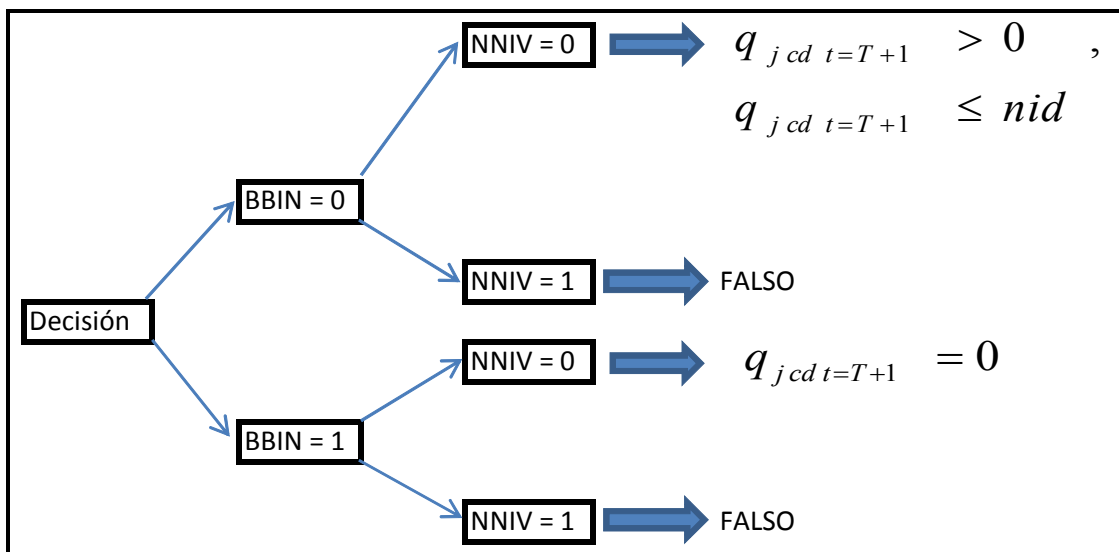 NNIV = 0
q j cd t=T+1 > 0 ,
q j cd t=T+1 ≤ nid
BBIN = 0
NNIV = 1
FALSO
Decisión
NNIV = 0
q j cd t=T+1 = 0
BBIN = 1
NNIV = 1
FALSO